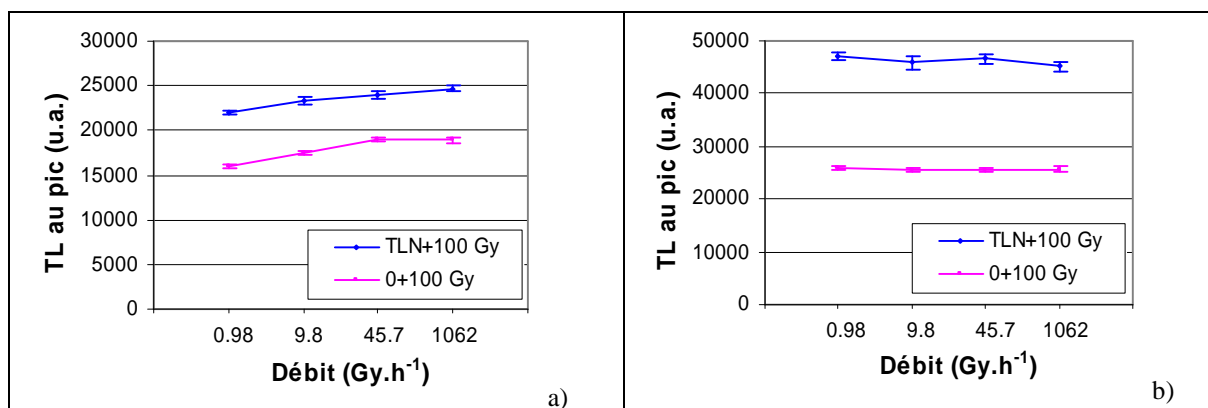 30000
25000
20000
15000
10000
5000
0
TL au pic (u.a.)
TLN+100 Gy
0+100 Gy
0.98 9.8 45.7 1062
Débit (Gy.h⁻¹)
a)
50000
40000
30000
20000
10000
0
TL au pic (u.a.)
TLN+100 Gy
0+100 Gy
0.98 9.8 45.7 1062
Débit (Gy.h⁻¹)
b)